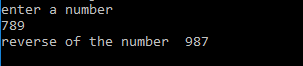 enter a number
789
reverse of the number  987